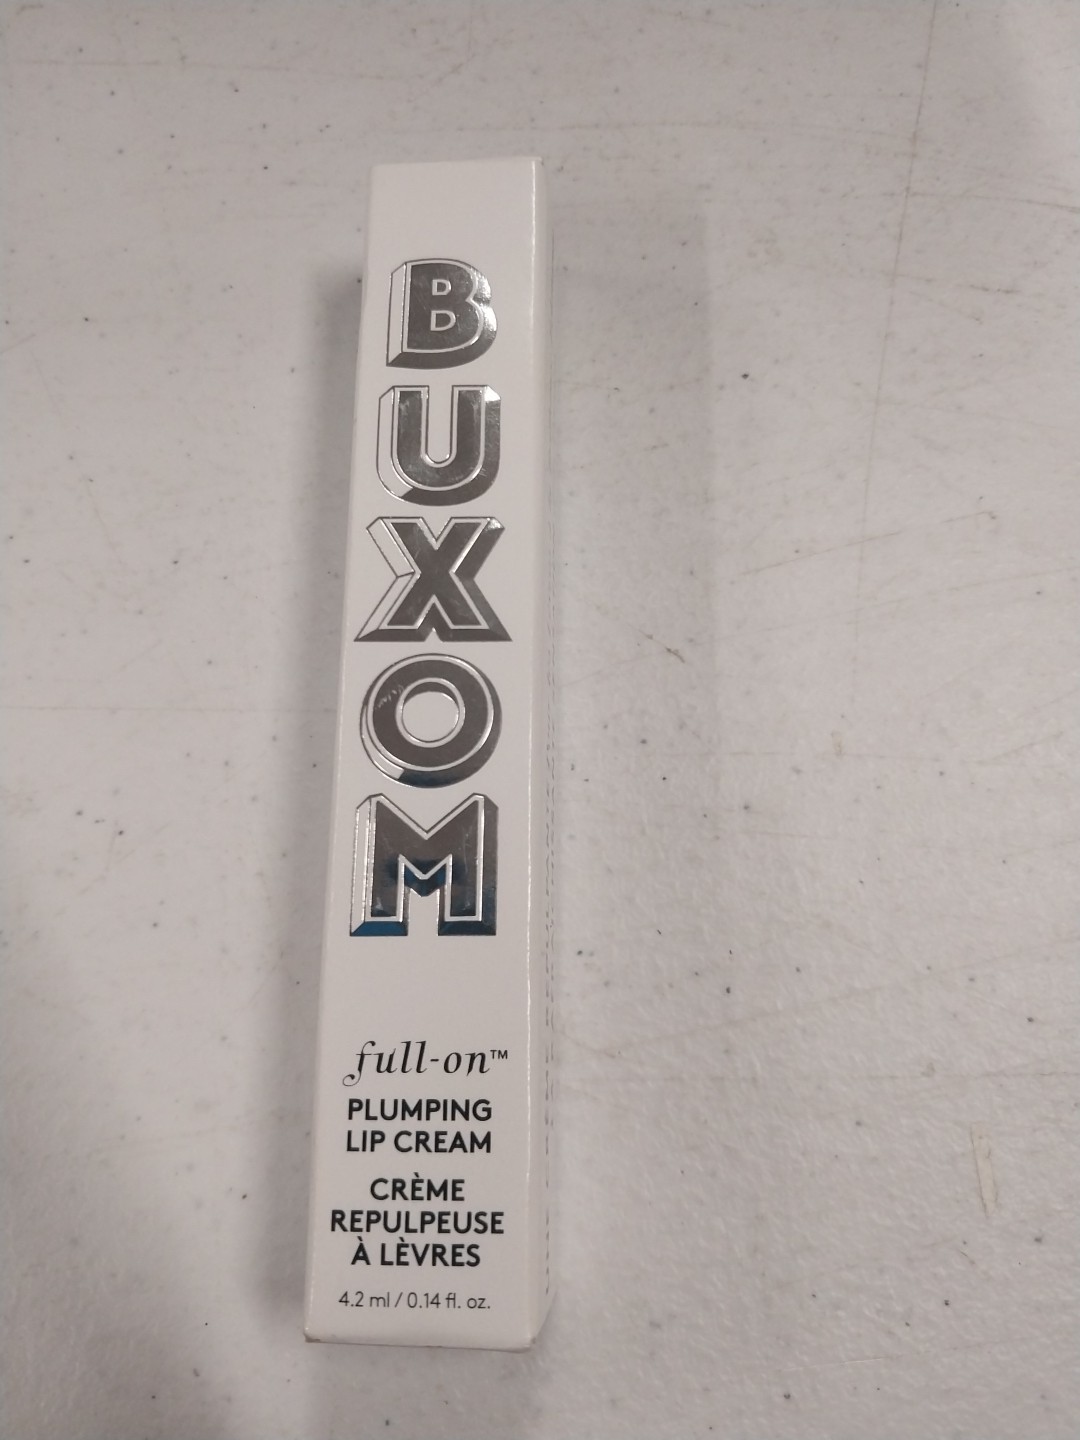 BUXOM
full-on™
PLUMPING
LIP CREAM
CRÈME
REPULPEUSE
À LÈVRES
4.2 ml / 0.14 fl. oz.